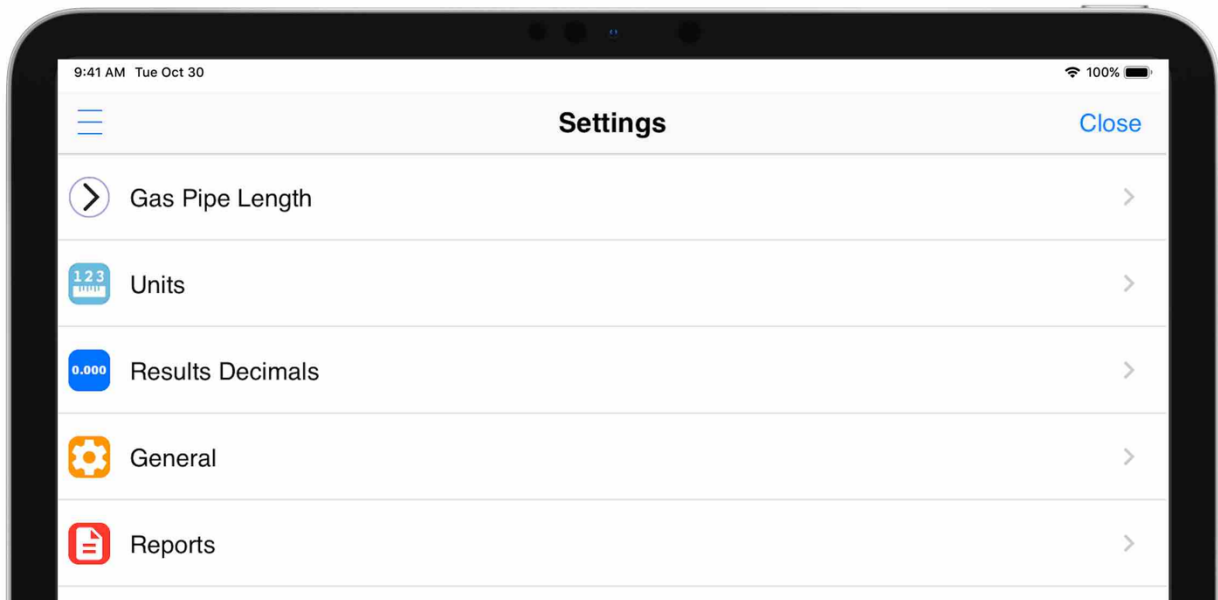 9:41 AM Tue Oct 30 100%
Settings Close
Gas Pipe Length
123 Units
0.000 Results Decimals
General
Reports